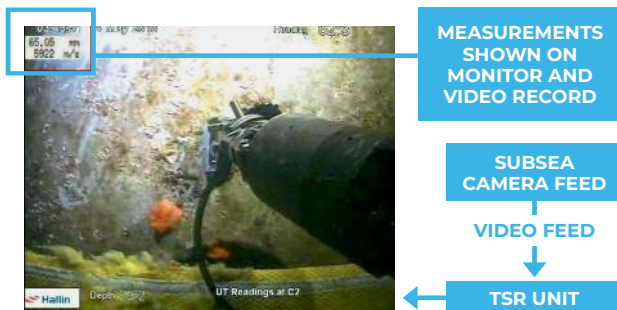 65.05 mm
5922 m/s
Hallin
Depth
UT Readings at C2
MEASUREMENTS
SHOWN ON
MONITOR AND
VIDEO RECORD
SUBSEA
CAMERA FEED
VIDEO FEED
TSR UNIT